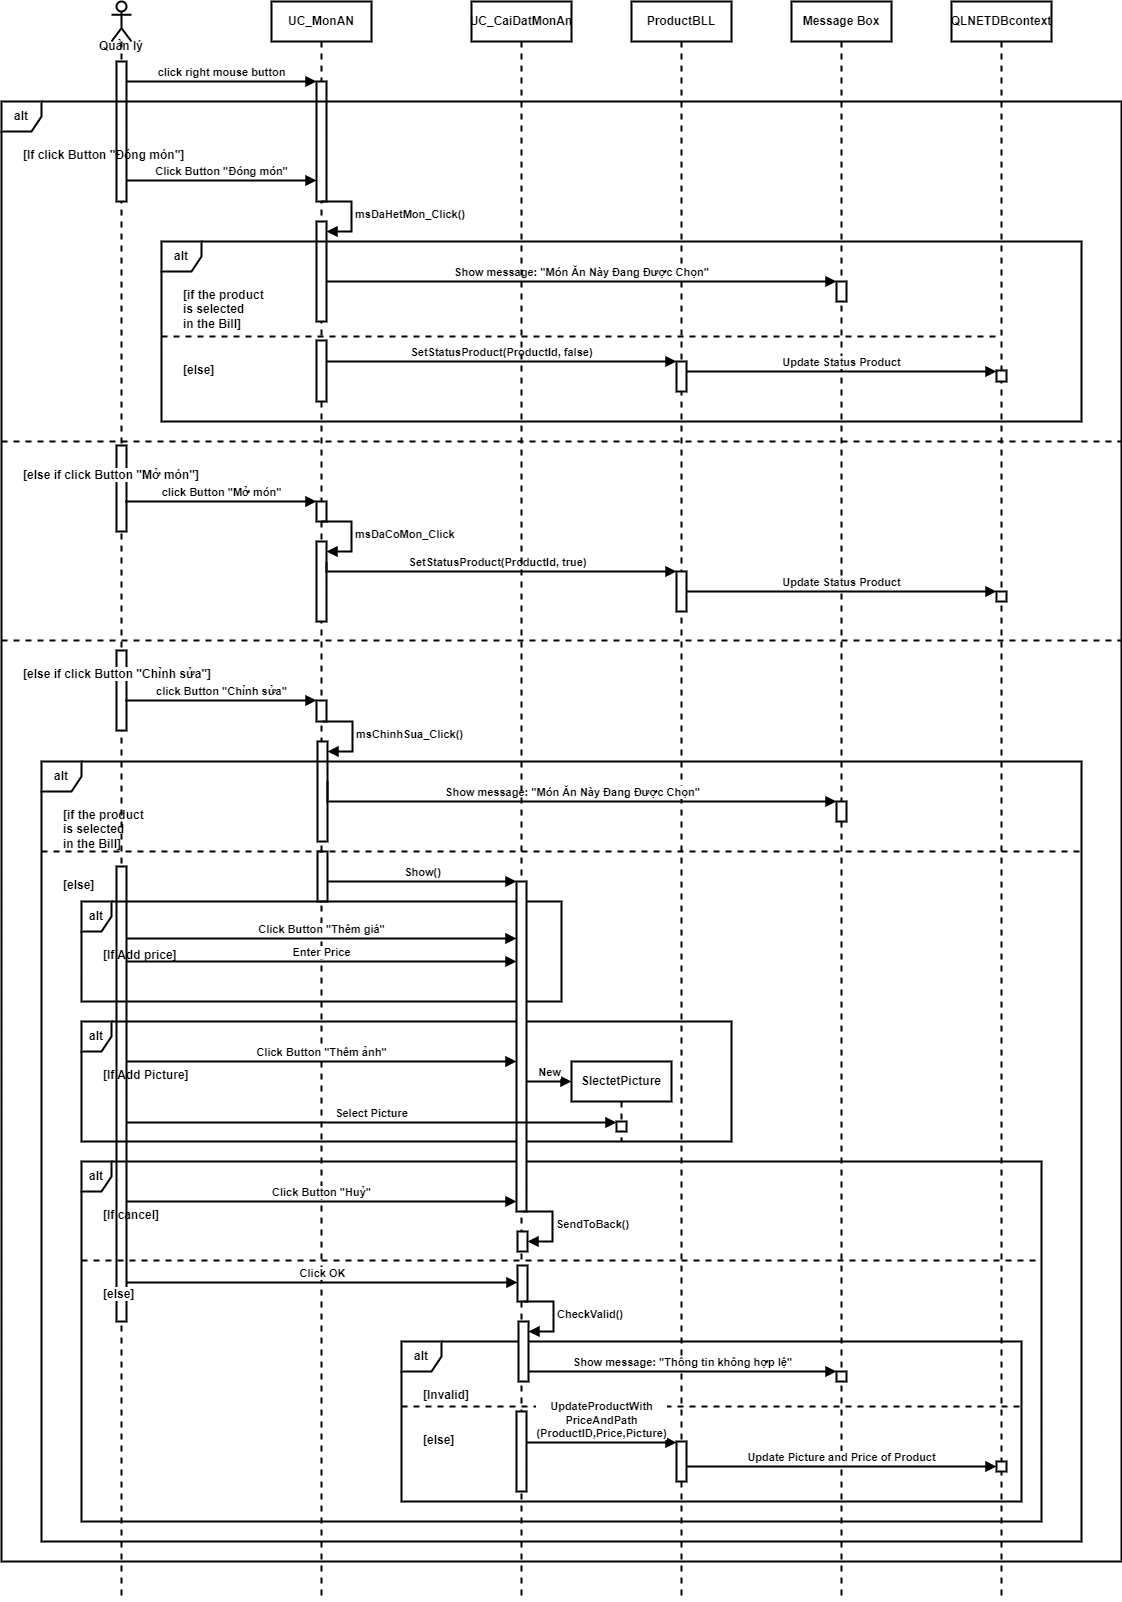 Quản lý
UC_MonAN
UC_CaiDatMonAn
ProductBLL
Message Box
QLNETDBcontext
click right mouse button
alt
[If click Button "Đóng món"]
Click Button "Đóng món"
msDaHetMon_Click()
alt
Show message: "Món Ăn Này Đang Được Chọn"
[if the product
is selected
in the Bill]
SetStatusProduct(ProductId, false)
Update Status Product
[else]
[else if click Button "Mở món"]
click Button "Mở món"
msDaCoMon_Click
SetStatusProduct(ProductId, true)
Update Status Product
[else if click Button "Chỉnh sửa"]
click Button "Chỉnh sửa"
msChinhSua_Click()
alt
Show message: "Món Ăn Này Đang Được Chọn"
[if the product
is selected
in the Bill]
Show()
[else]
alt
Click Button "Thêm giá"
[If Add price]
Enter Price
alt
Click Button "Thêm ảnh"
[If Add Picture]
New
SlectetPicture
Select Picture
alt
Click Button "Huỷ"
[If cancel]
SendToBack()
Click OK
[else]
CheckValid()
alt
Show message: "Thông tin không hợp lệ"
[Invalid]
UpdateProductWith
PriceAndPath
(ProductID,Price,Picture)
[else]
Update Picture and Price of Product